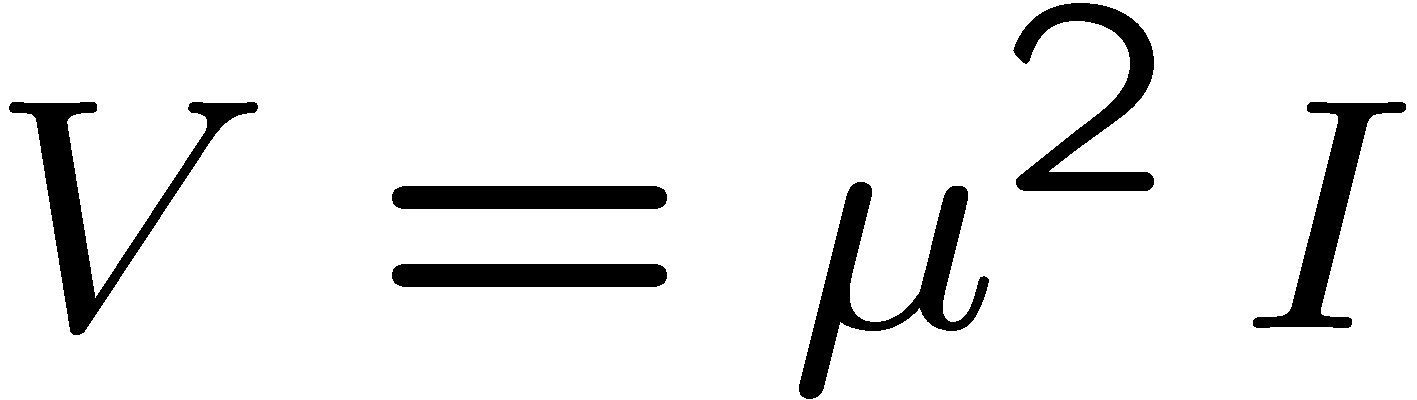 V = μ² I